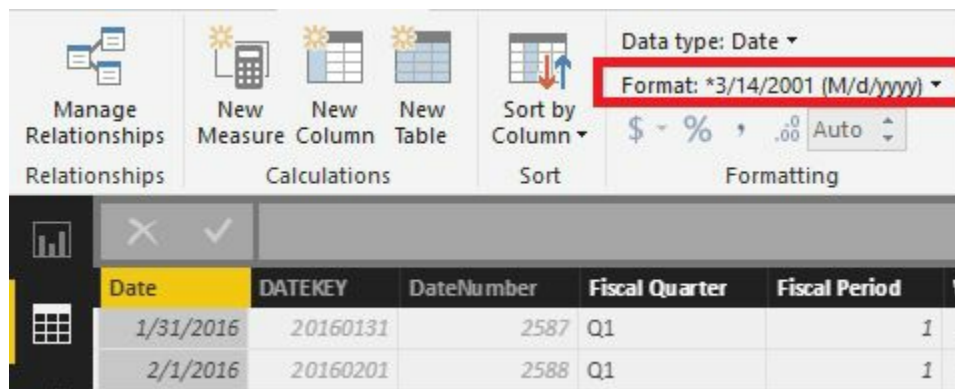 Data type: Date
Format: *3/14/2001 (M/d/yyyy)
Manage Relationships
New Measure
New Column
New Table
Sort by Column
$ % , .00 Auto
Relationships
Calculations
Sort
Formatting
Date DATEKEY DateNumber Fiscal Quarter Fiscal Period
1/31/2016 20160131 2587 Q1 1
2/1/2016 20160201 2588 Q1 1